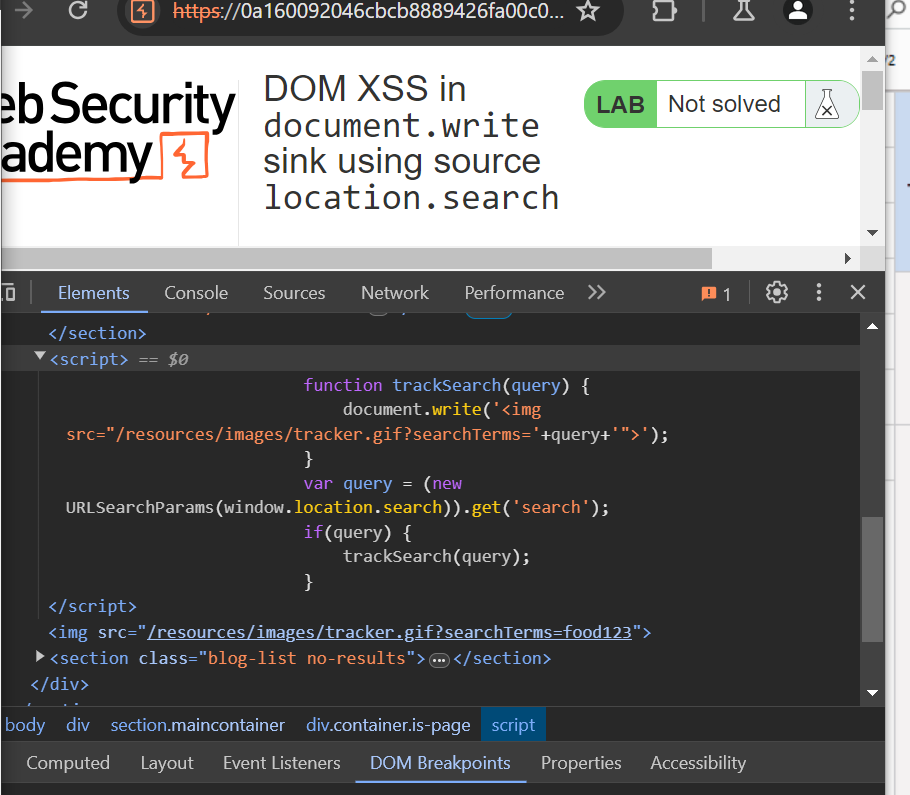 https://0a160092046cbcb8889426fa00c0...
/2
eb Security
ademy
DOM XSS in
document.write
sink using source
location.search
LAB Not solved
Elements Console Sources Network Performance 1
</section>
<script> == $0
function trackSearch(query) {
document.write('<img
src="/resources/images/tracker.gif?searchTerms='+query+'">');
}
var query = (new
URLSearchParams(window.location.search)).get('search');
if(query) {
trackSearch(query);
}
</script>
<img src="/resources/images/tracker.gif?searchTerms=food123">
<section class="blog-list no-results"> ⋯ </section>
</div>
body div section.maincontainer div.container.is-page script
Computed Layout Event Listeners DOM Breakpoints Properties Accessibility